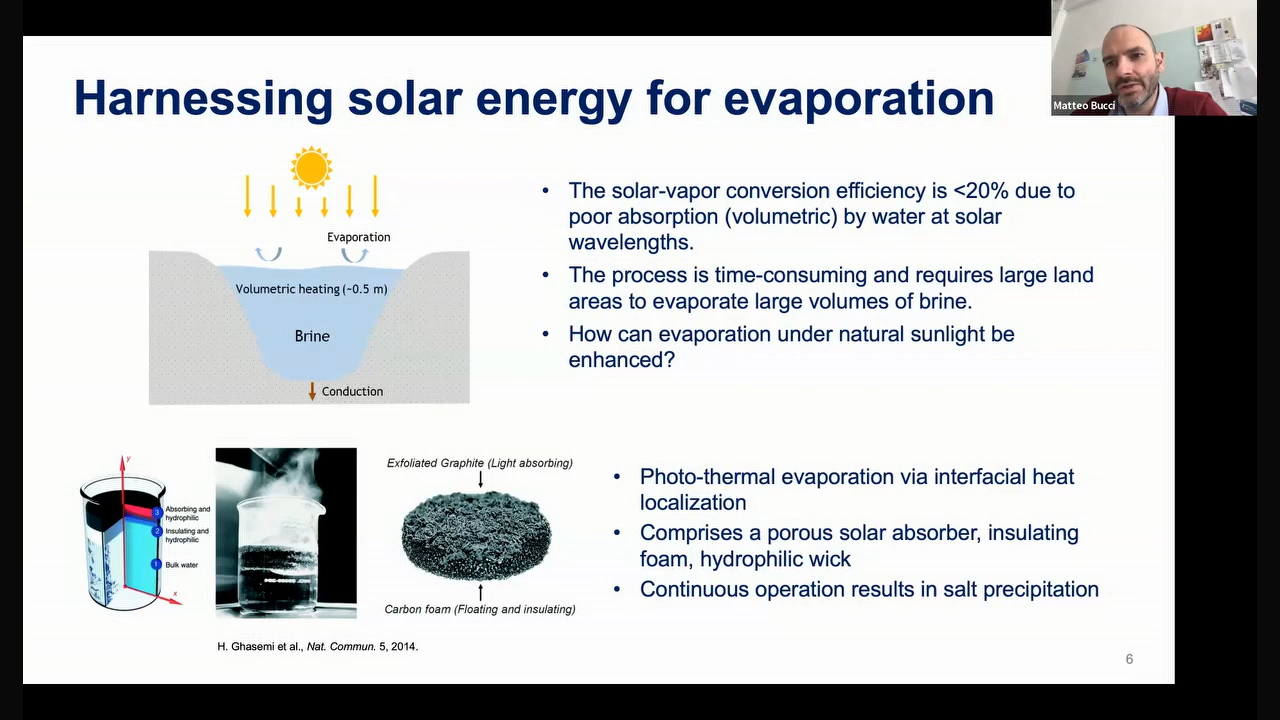 Harnessing solar energy for evaporation
Matteo Bucci
Evaporation
Volumetric heating (~0.5 m)
Brine
Conduction
• The solar-vapor conversion efficiency is <20% due to
poor absorption (volumetric) by water at solar
wavelengths.
• The process is time-consuming and requires large land
areas to evaporate large volumes of brine.
• How can evaporation under natural sunlight be
enhanced?
y
3 Absorbing and
hydrophilic
2 Insulating and
hydrophilic
1 Bulk water
x
Exfoliated Graphite (Light absorbing)
Carbon foam (Floating and insulating)
• Photo-thermal evaporation via interfacial heat
localization
• Comprises a porous solar absorber, insulating
foam, hydrophilic wick
• Continuous operation results in salt precipitation
H. Ghasemi et al., Nat. Commun. 5, 2014.
6